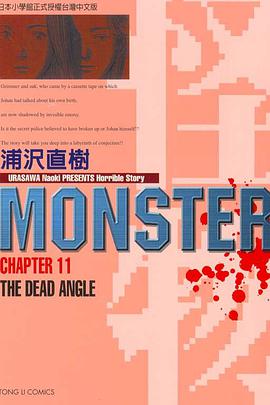 日本小學館正式授權台灣中文版
Grimmer and suk, who came by a cassette tape on which
Johan had talked about his own birth,
are now shadowed by invisible enemy.
Is it the secret police believed to have broken up or Johan himself!?
The story will take you deep into a labyrinth of conjecture!!
浦沢直樹
URASAWA Naoki PRESENTS Horrible Story
MONSTER
CHAPTER 11
THE DEAD ANGLE
TONG LI COMICS